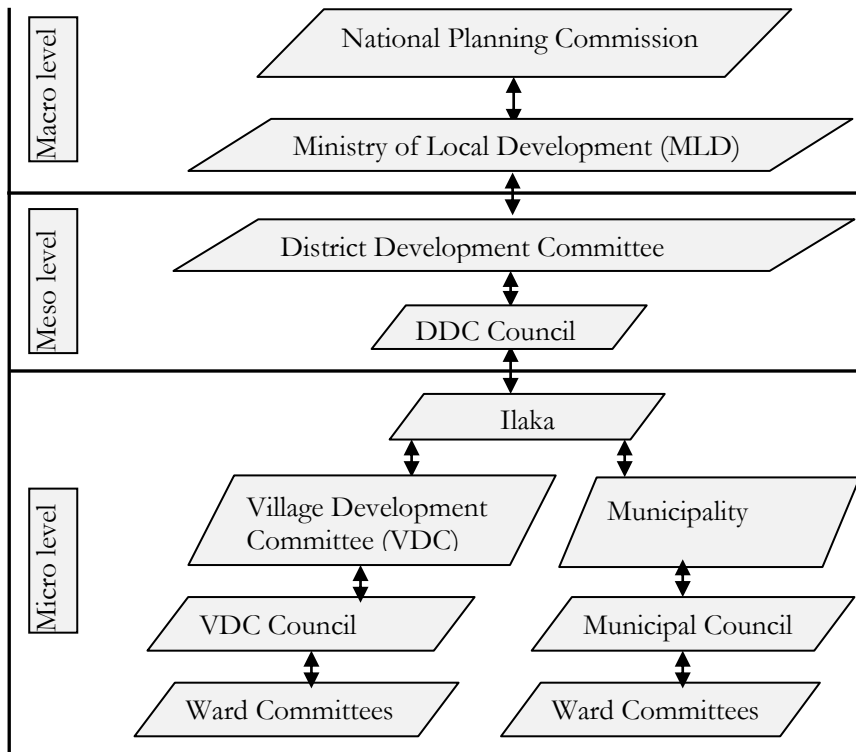 Macro level
National Planning Commission
Ministry of Local Development (MLD)
Meso level
District Development Committee
DDC Council
Micro level
Ilaka
Village Development
Committee (VDC)
Municipality
VDC Council
Municipal Council
Ward Committees
Ward Committees